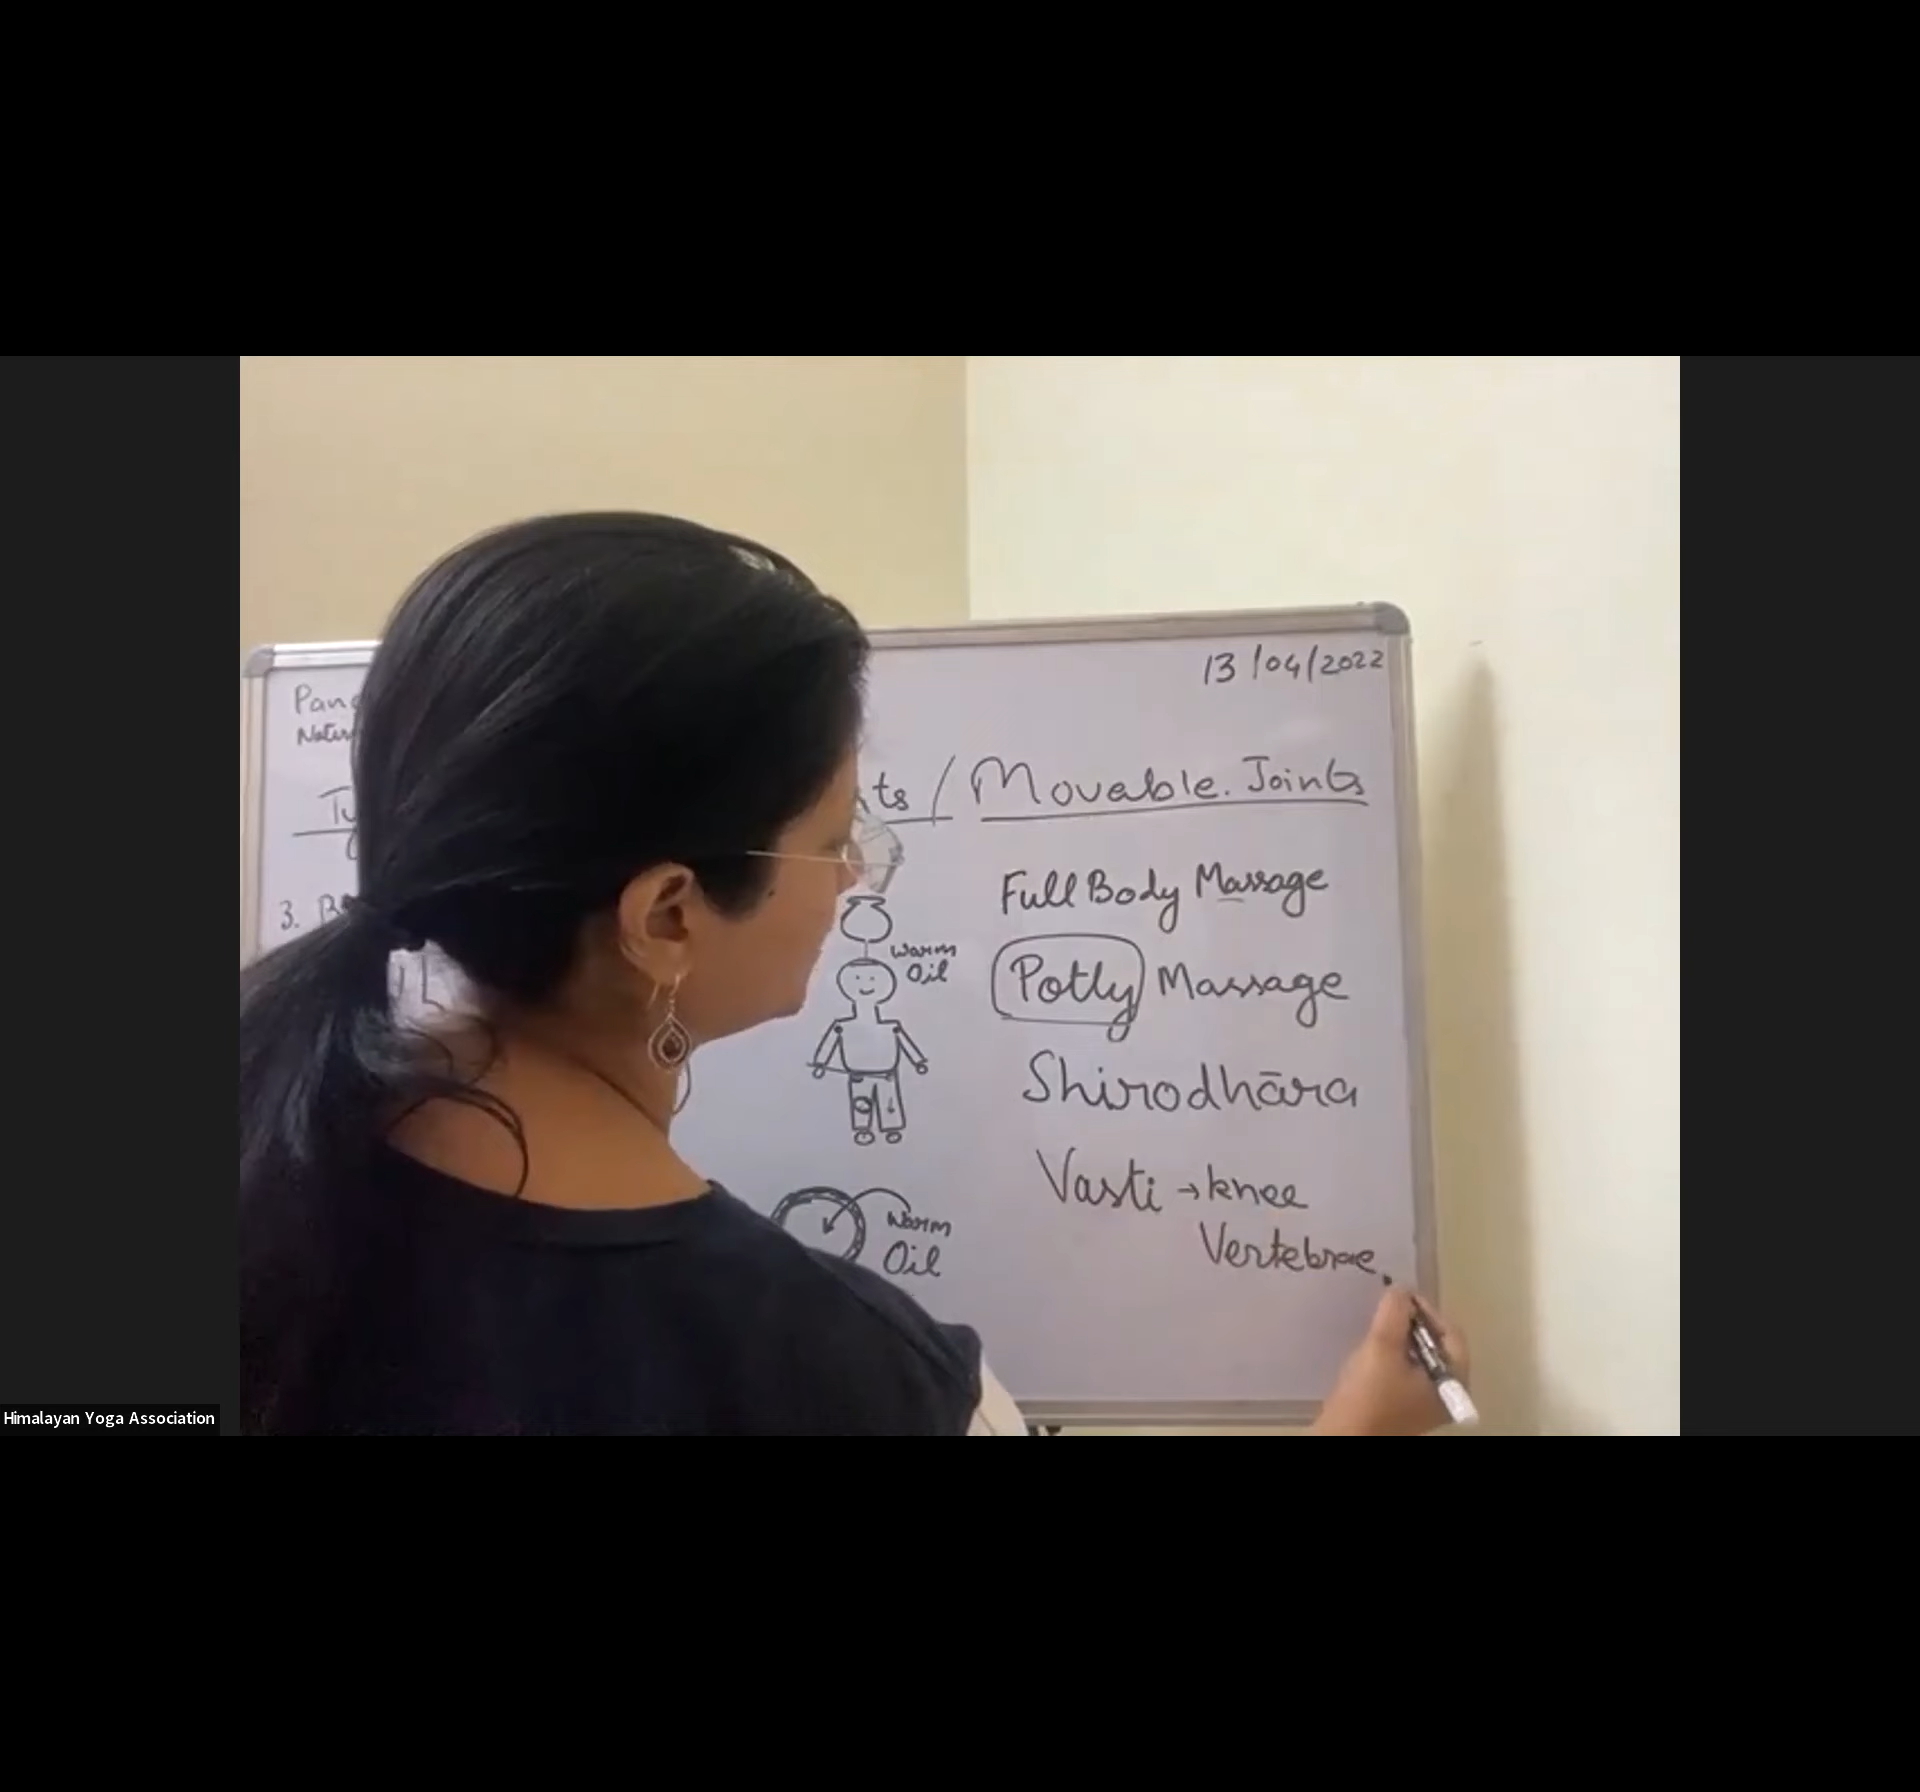 13/04/2022
Movable. Joints
3.
Full Body Massage
Warm
Oil
Potly Massage
Shirodhāra
Vasti → knee
Vertebrae
Warm
Oil
Himalayan Yoga Association